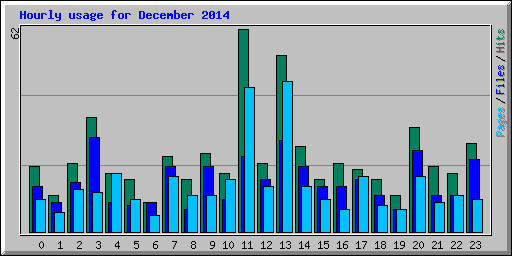 Hourly usage for December 2014
62
Pages / Files / Hits
0 1 2 3 4 5 6 7 8 9 10 11 12 13 14 15 16 17 18 19 20 21 22 23